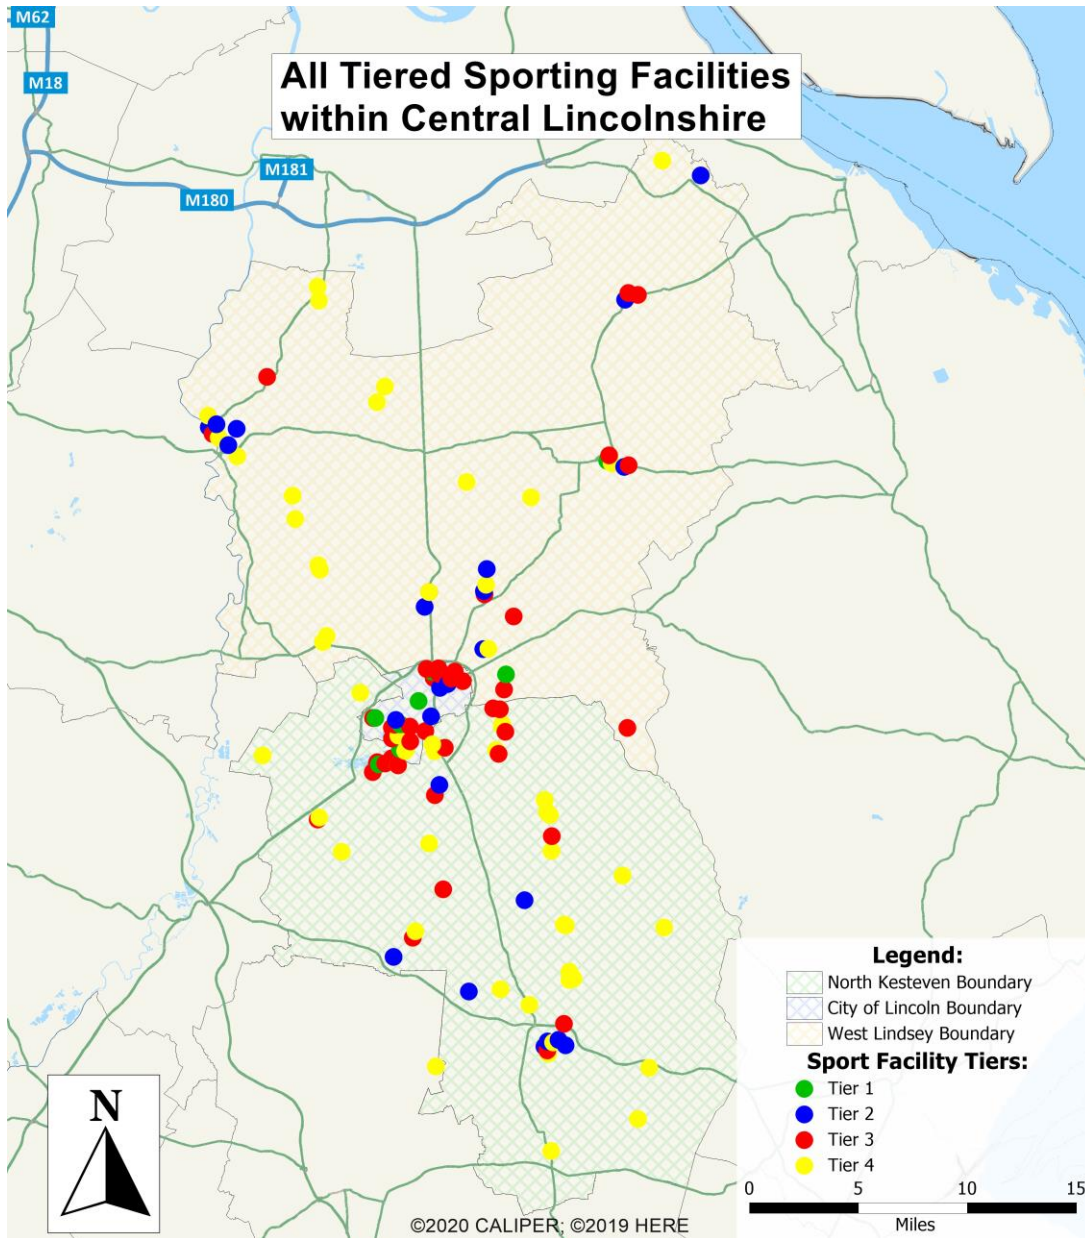 M62
M18
All Tiered Sporting Facilities
within Central Lincolnshire
M181
M180
Legend:
North Kesteven Boundary
City of Lincoln Boundary
West Lindsey Boundary
Sport Facility Tiers:
Tier 1
Tier 2
Tier 3
Tier 4
N
0 5 10 15
Miles
©2020 CALIPER; ©2019 HERE